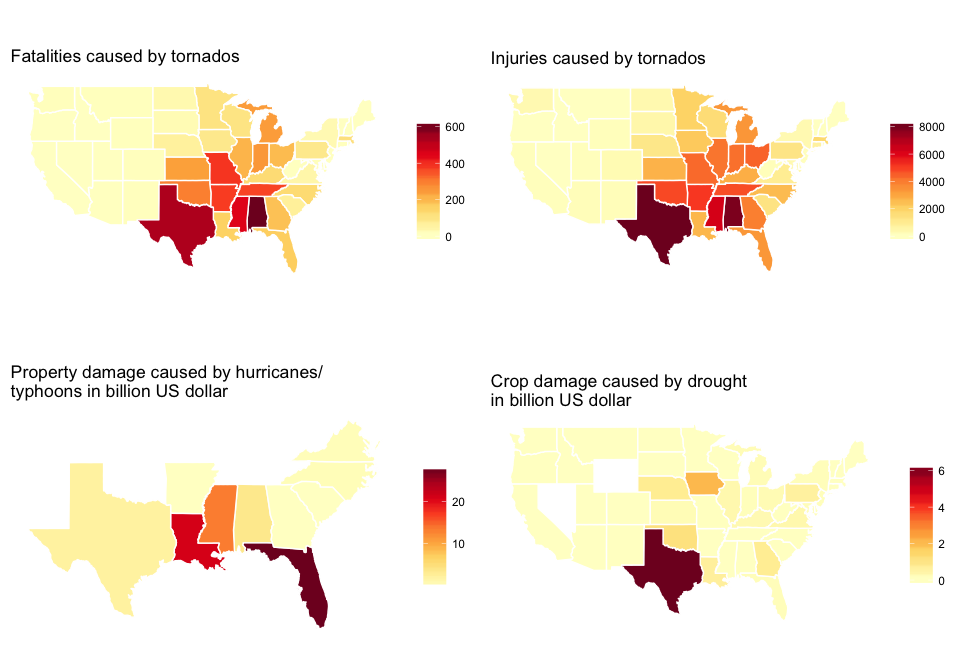 Fatalities caused by tornados
600
400
200
0
Injuries caused by tornados
8000
6000
4000
2000
0
Property damage caused by hurricanes/
typhoons in billion US dollar
20
10
Crop damage caused by drought
in billion US dollar
6
4
2
0